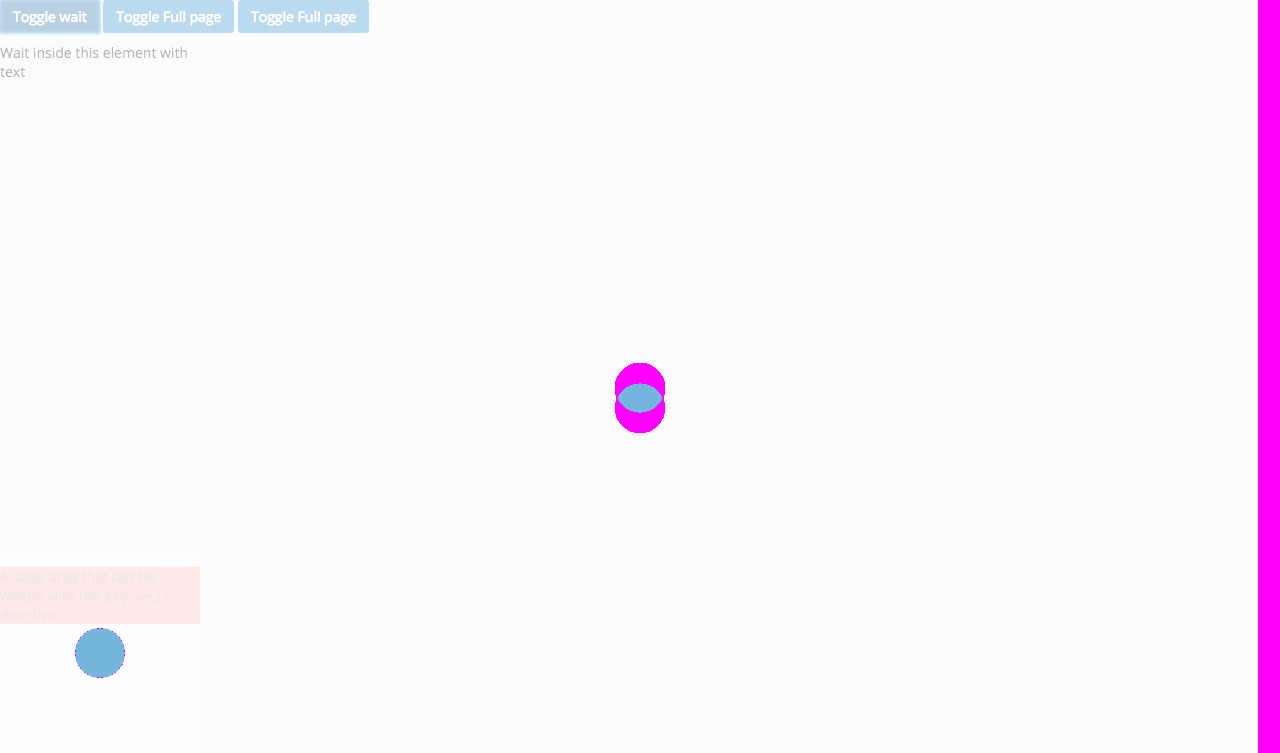 Toggle wait Toggle Full page Toggle Full page
Wait inside this element with
text
A large area that can be
waited with the sky-wait
directive.